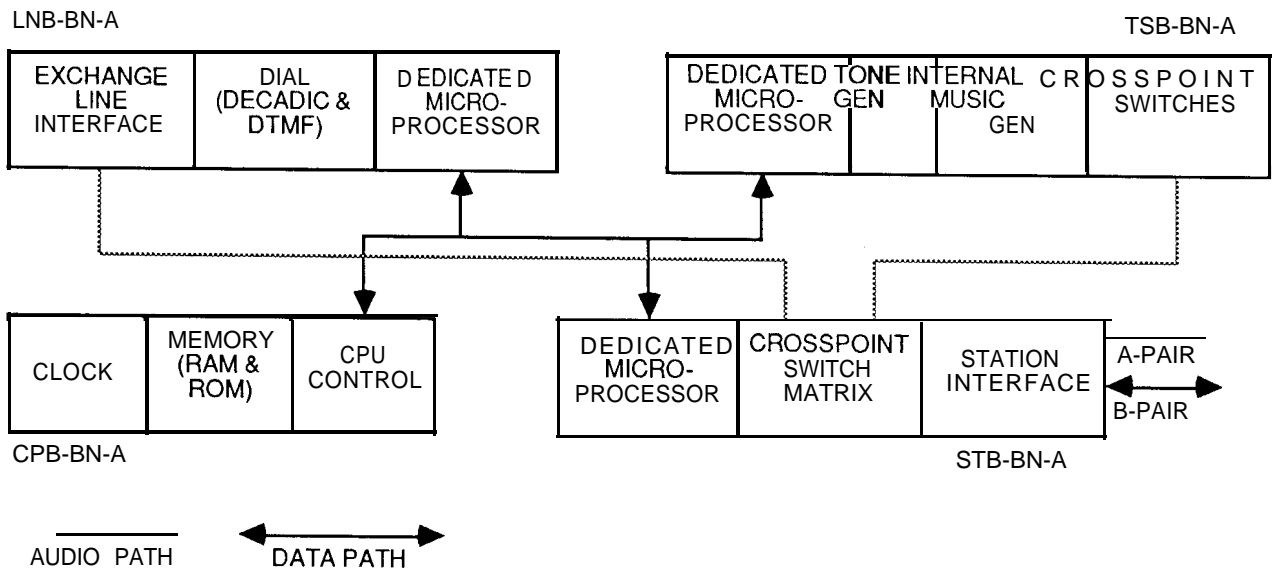 LNB-BN-A
TSB-BN-A
EXCHANGE
LINE
INTERFACE
DIAL
(DECADIC &
DTMF)
DEDICATED
MICRO-
PROCESSOR
DEDICATED
MICRO-
PROCESSOR
TONE
GEN
INTERNAL
MUSIC
GEN
CROSSPOINT
SWITCHES
CLOCK
MEMORY
(RAM &
ROM)
CPU
CONTROL
DEDICATED
MICRO-
PROCESSOR
CROSSPOINT
SWITCH
MATRIX
STATION
INTERFACE
A-PAIR
B-PAIR
CPB-BN-A
STB-BN-A
AUDIO PATH
DATA PATH